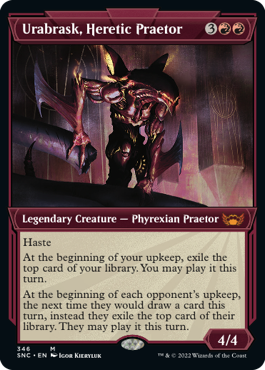 Urabrask, Heretic Praetor 3
Legendary Creature — Phyrexian Praetor
Haste
At the beginning of your upkeep, exile the
top card of your library. You may play it this
turn.
At the beginning of each opponent's upkeep,
the next time they would draw a card this
turn, instead they exile the top card of their
library. They may play it this turn.
4/4
346 M
SNC • EN IGOR KIERYLUK
™ & © 2022 Wizards of the Coast